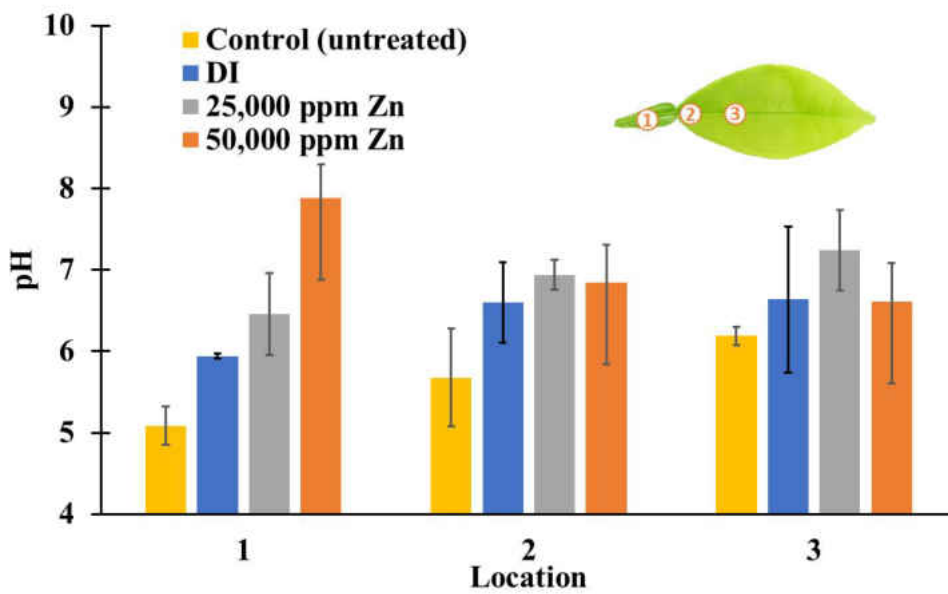 10
9
8
7
6
5
4
pH
Control (untreated)
DI
25,000 ppm Zn
50,000 ppm Zn
1 2 3
1 2 3
Location